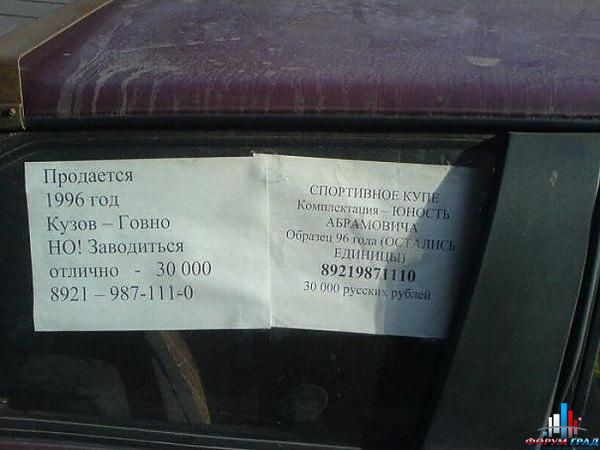 Продается
1996 год
Кузов – Говно
НО! Заводиться
отлично - 30 000
8921 – 987-111-0
СПОРТИВНОЕ КУПЕ
Комплектация – ЮНОСТЬ
АБРАМОВИЧА
Образец 96 года (ОСТАЛИСЬ
ЕДИНИЦЫ)
89219871110
30 000 русских рублей
ФОРУМ ГРАД